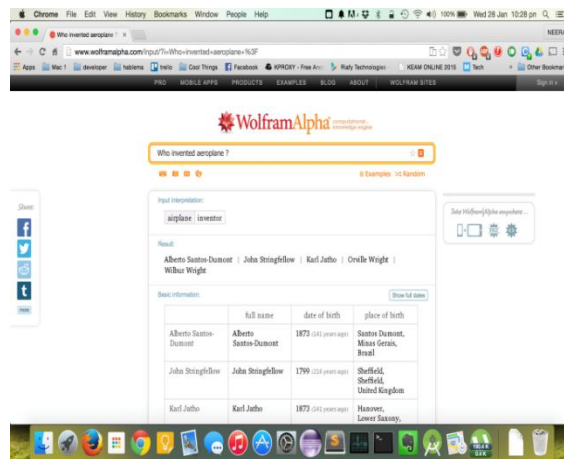 Chrome File Edit View History Bookmarks Window People Help 100% Wed 28 Jan 10:28 pn
Who invented aeroplane ?
www.wolframalpha.com/input/?i=Who+invented+aeroplane+%3F
Apps Mac 1 developer hablema trello Cool Things Facebook KPROXY - Free Ano Riafy Technologies KEAM ONLINE 2015 Tech Other Bookmar
PRO MOBILE APPS PRODUCTS EXAMPLES BLOG ABOUT WOLFRAM SITES Sign in
WolframAlpha computational... knowledge engine
Who invented aeroplane ?
Examples Random
Share:
more
Input interpretation:
airplane inventor
Take Wolfram|Alpha anywhere ...
Result:
Alberto Santos-Dumont | John Stringfellow | Karl Jatho | Orville Wright |
Wilbur Wright
Basic information:
Show full dates
full name date of birth place of birth
Alberto Santos-
Dumont
Alberto
Santos-Dumont
1873 (141 years ago)
Santos Dumont,
Minas Gerais,
Brazil
John Stringfellow John Stringfellow 1799 (216 years ago)
Sheffield,
Sheffield,
United Kingdom
Karl Jatho Karl Jatho 1873 (141 years ago)
Hanover,
Lower Saxony,